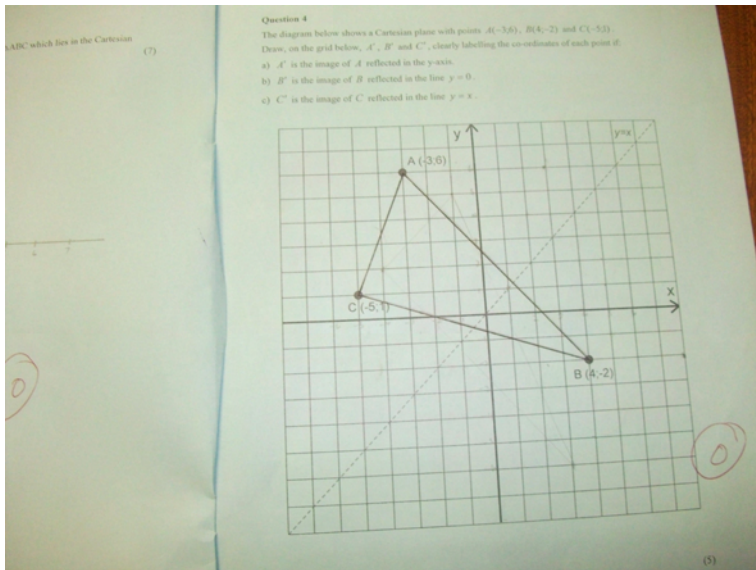 ABC which lies in the Cartesian
(7)
Question 4
The diagram below shows a Cartesian plane with points A(−3;6), B(4;−2) and C(−5;1).
Draw, on the grid below, A', B' and C', clearly labelling the co-ordinates of each point if:
a) A' is the image of A reflected in the y-axis.
b) B' is the image of B reflected in the line y = 0.
c) C' is the image of C reflected in the line y = x.
y
y=x
A (-3;6)
x
C (-5;1)
B (4;-2)
0
0
(5)